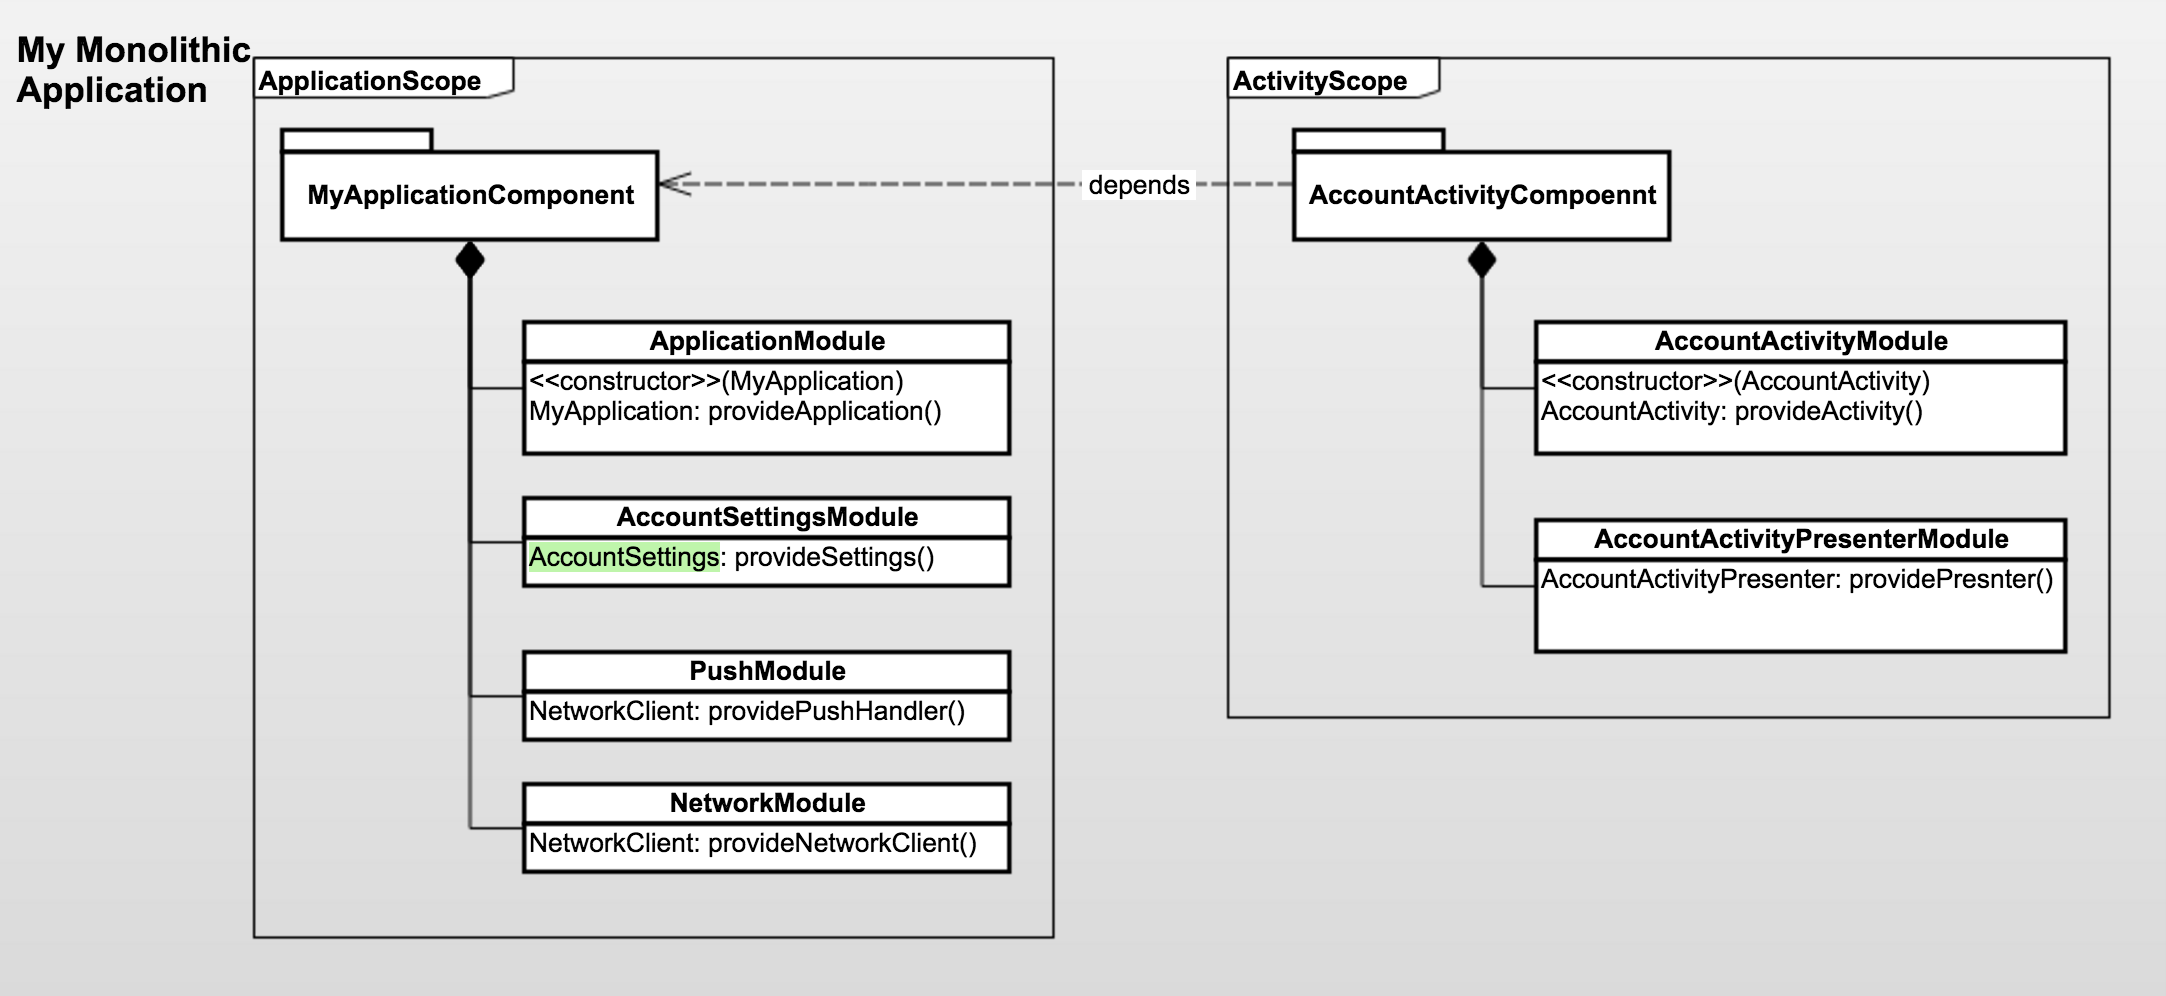 My Monolithic
Application
ApplicationScope
MyApplicationComponent
ApplicationModule
<<constructor>>(MyApplication)
MyApplication: provideApplication()
AccountSettingsModule
AccountSettings: provideSettings()
PushModule
NetworkClient: providePushHandler()
NetworkModule
NetworkClient: provideNetworkClient()
depends
ActivityScope
AccountActivityCompoennt
AccountActivityModule
<<constructor>>(AccountActivity)
AccountActivity: provideActivity()
AccountActivityPresenterModule
AccountActivityPresenter: providePresnter()